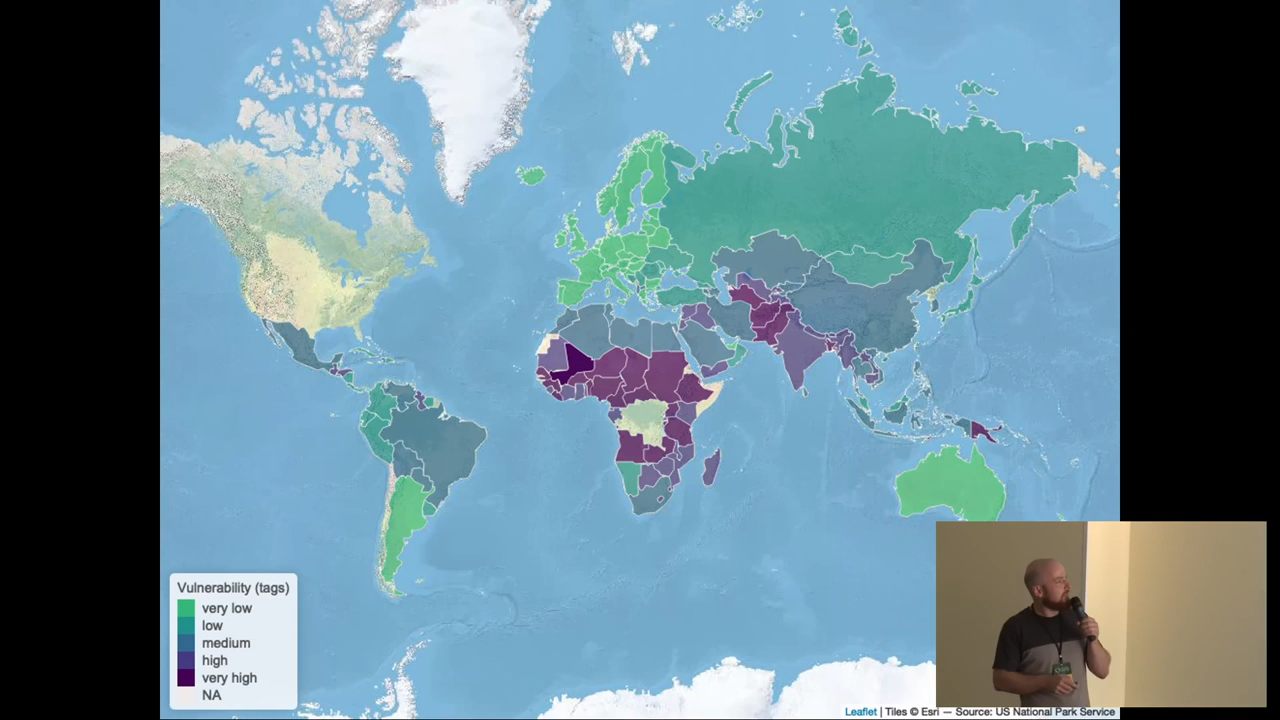 Vulnerability (tags)
very low
low
medium
high
very high
NA
Leaflet | Tiles © Esri — Source: US National Park Service